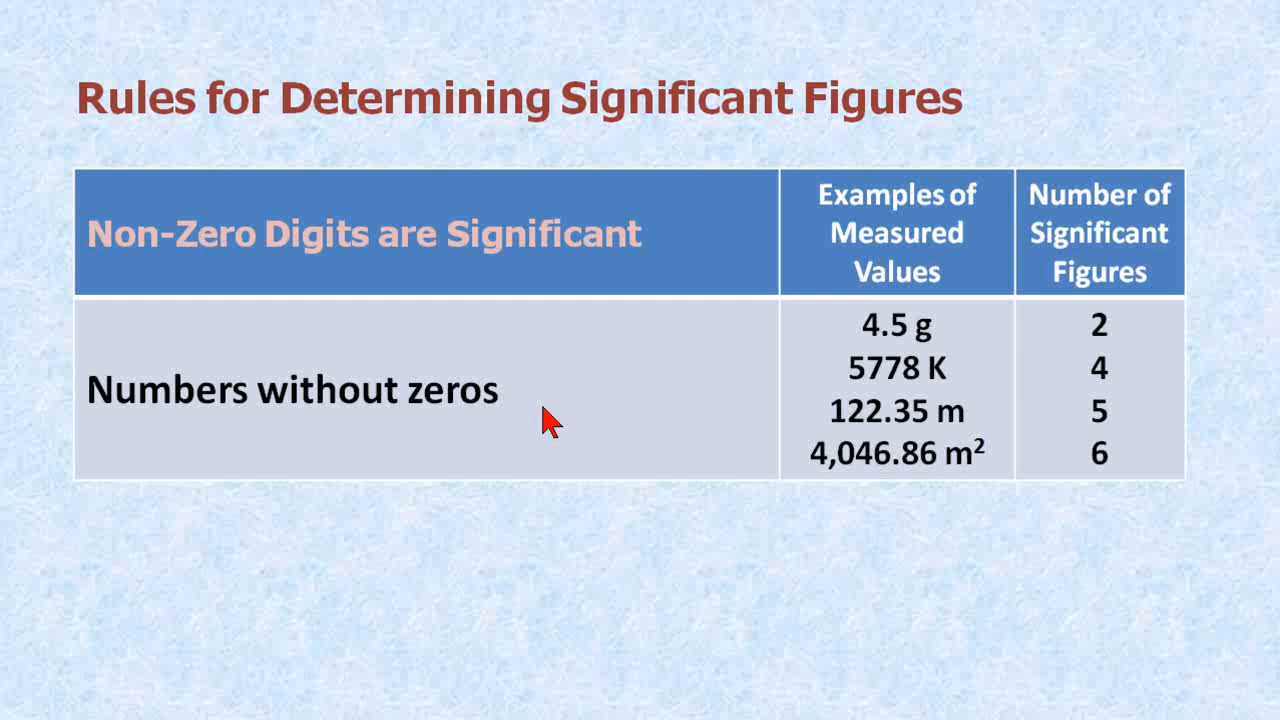 Rules for Determining Significant Figures
Non-Zero Digits are Significant
Examples of
Measured
Values
Number of
Significant
Figures
Numbers without zeros
4.5 g 2
5778 K 4
122.35 m 5
4,046.86 m² 6